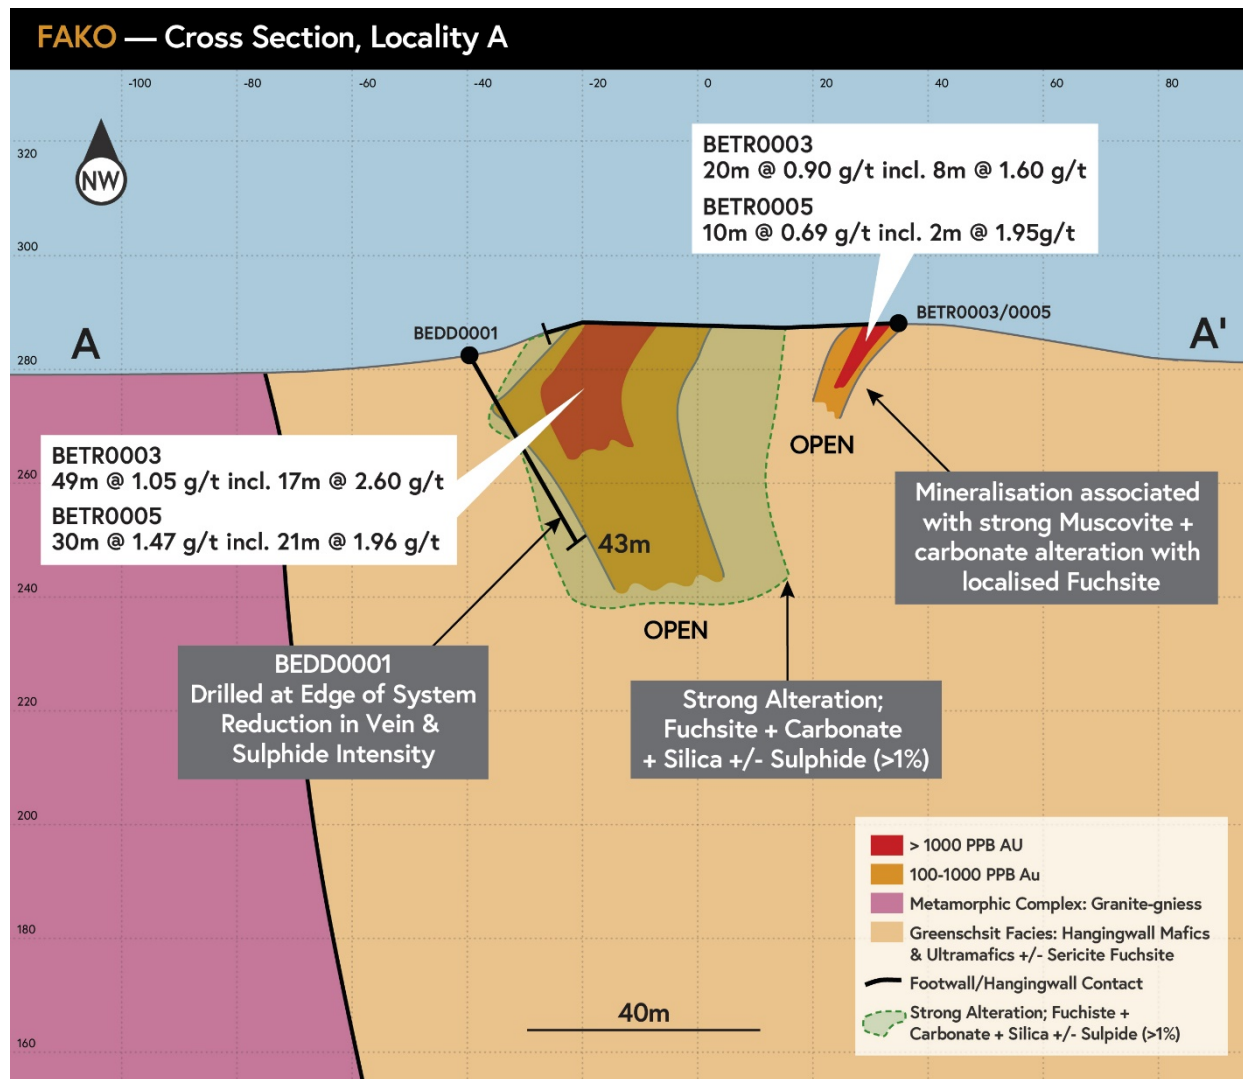 FAKO — Cross Section, Locality A
-100
-80
-60
-40
-20
0
20
40
60
80
320
300
280
260
240
220
200
180
160
NW
BETR0003
20m @ 0.90 g/t incl. 8m @ 1.60 g/t
BETR0005
10m @ 0.69 g/t incl. 2m @ 1.95g/t
A
BEDD0001
BETR0003/0005
A'
BETR0003
49m @ 1.05 g/t incl. 17m @ 2.60 g/t
BETR0005
30m @ 1.47 g/t incl. 21m @ 1.96 g/t
OPEN
Mineralisation associated
with strong Muscovite +
carbonate alteration with
localised Fuchsite
43m
OPEN
BEDD0001
Drilled at Edge of System
Reduction in Vein &
Sulphide Intensity
Strong Alteration;
Fuchsite + Carbonate
+ Silica +/- Sulphide (>1%)
> 1000 PPB AU
100-1000 PPB Au
Metamorphic Complex: Granite-gniess
Greenschsit Facies: Hangingwall Mafics
& Ultramafics +/- Sericite Fuchsite
Footwall/Hangingwall Contact
Strong Alteration; Fuchiste +
Carbonate + Silica +/- Sulpide (>1%)
40m